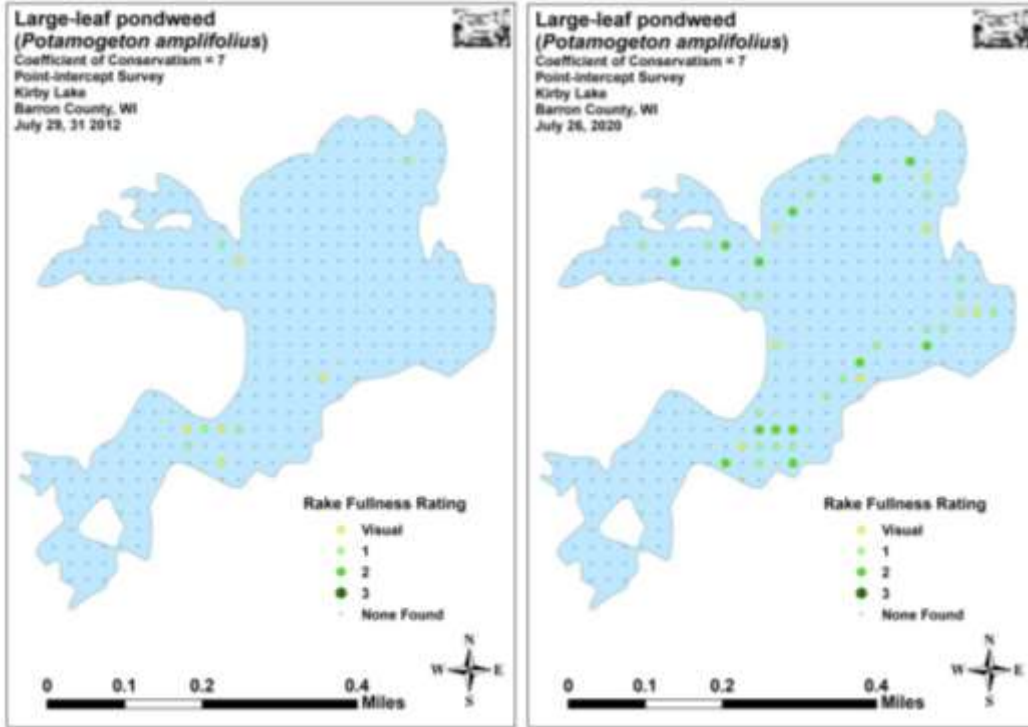 Large-leaf pondweed
(Potamogeton amplifolius)
Coefficient of Conservatism = 7
Point-intercept Survey
Kirby Lake
Barron County, WI
July 29, 31 2012
Rake Fullness Rating
Visual
1
2
3
None Found
N
W E
S
0 0.1 0.2 0.4
Miles
Large-leaf pondweed
(Potamogeton amplifolius)
Coefficient of Conservatism = 7
Point-intercept Survey
Kirby Lake
Barron County, WI
July 26, 2020
Rake Fullness Rating
Visual
1
2
3
None Found
N
W E
S
0 0.1 0.2 0.4
Miles